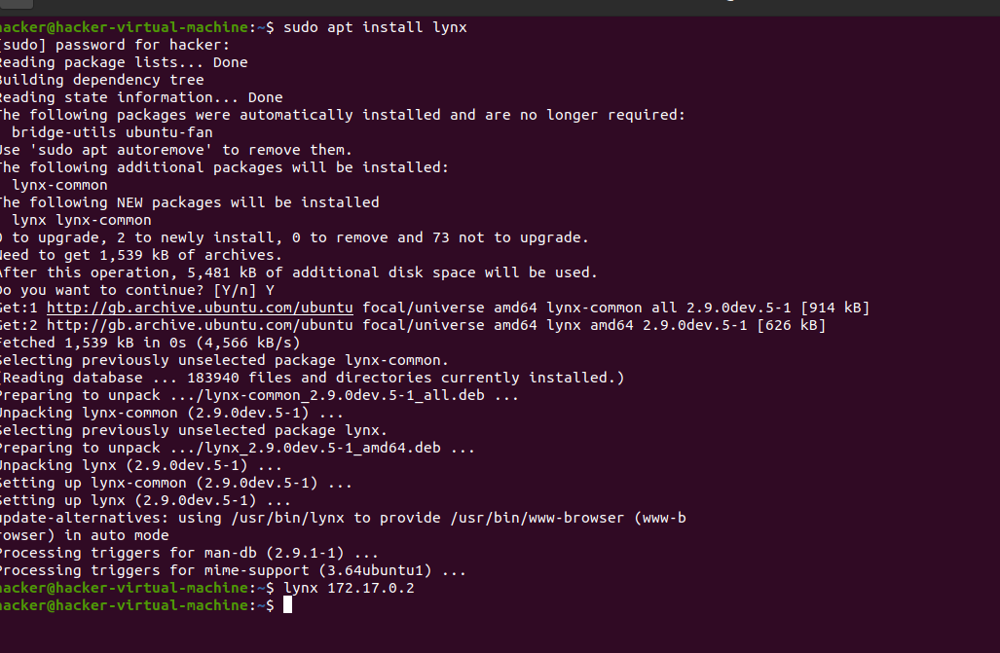 hacker@hacker-virtual-machine:~$ sudo apt install lynx
[sudo] password for hacker:
Reading package lists... Done
Building dependency tree
Reading state information... Done
The following packages were automatically installed and are no longer required:
  bridge-utils ubuntu-fan
Use 'sudo apt autoremove' to remove them.
The following additional packages will be installed:
  lynx-common
The following NEW packages will be installed
  lynx lynx-common
0 to upgrade, 2 to newly install, 0 to remove and 73 not to upgrade.
Need to get 1,539 kB of archives.
After this operation, 5,481 kB of additional disk space will be used.
Do you want to continue? [Y/n] Y
Get:1 http://gb.archive.ubuntu.com/ubuntu focal/universe amd64 lynx-common all 2.9.0dev.5-1 [914 kB]
Get:2 http://gb.archive.ubuntu.com/ubuntu focal/universe amd64 lynx amd64 2.9.0dev.5-1 [626 kB]
Fetched 1,539 kB in 0s (4,566 kB/s)
Selecting previously unselected package lynx-common.
(Reading database ... 183940 files and directories currently installed.)
Preparing to unpack .../lynx-common_2.9.0dev.5-1_all.deb ...
Unpacking lynx-common (2.9.0dev.5-1) ...
Selecting previously unselected package lynx.
Preparing to unpack .../lynx_2.9.0dev.5-1_amd64.deb ...
Unpacking lynx (2.9.0dev.5-1) ...
Setting up lynx-common (2.9.0dev.5-1) ...
Setting up lynx (2.9.0dev.5-1) ...
update-alternatives: using /usr/bin/lynx to provide /usr/bin/www-browser (www-b
rowser) in auto mode
Processing triggers for man-db (2.9.1-1) ...
Processing triggers for mime-support (3.64ubuntu1) ...
hacker@hacker-virtual-machine:~$ lynx 172.17.0.2
hacker@hacker-virtual-machine:~$